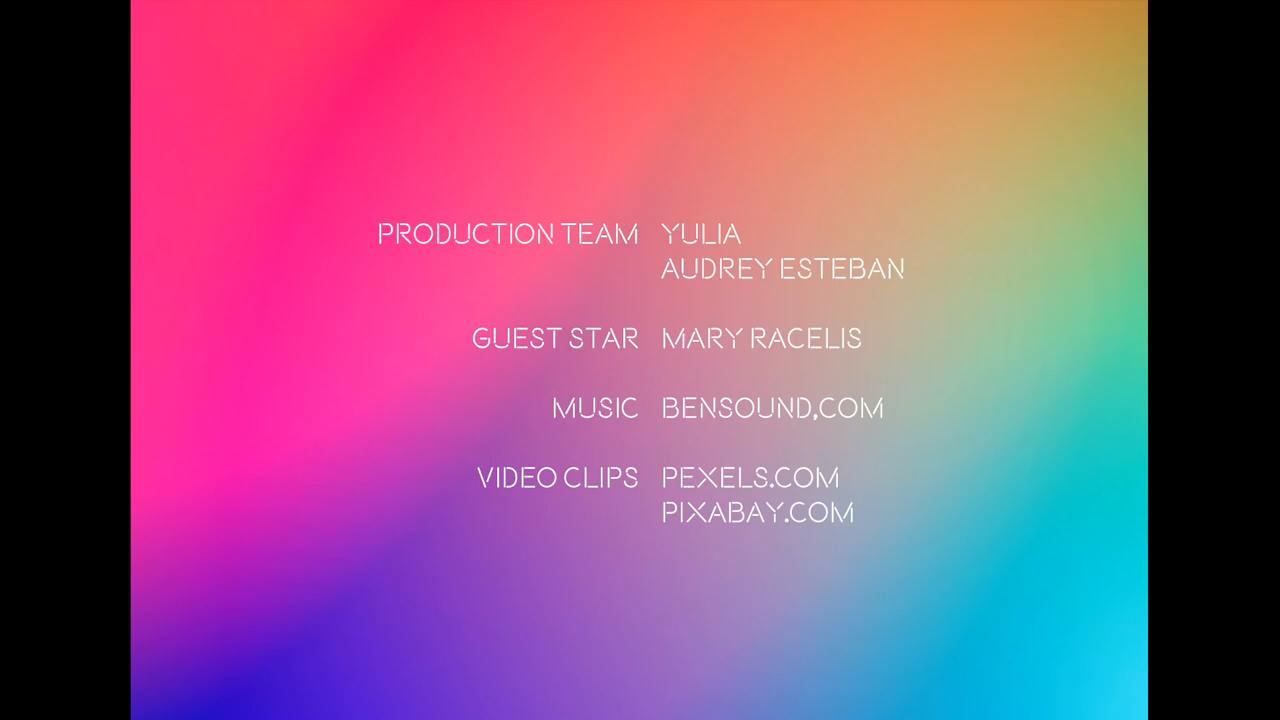 PRODUCTION TEAM YULIA
AUDREY ESTEBAN
GUEST STAR MARY RACELIS
MUSIC BENSOUND,COM
VIDEO CLIPS PEXELS.COM
PIXABAY.COM